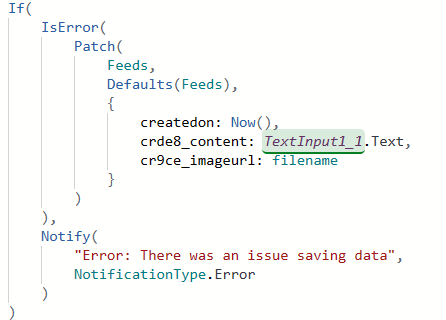 If(
IsError(
Patch(
Feeds,
Defaults(Feeds),
{
createdon: Now(),
crde8_content: TextInput1_1.Text,
cr9ce_imageurl: filename
}
)
),
Notify(
"Error: There was an issue saving data",
NotificationType.Error
)
)